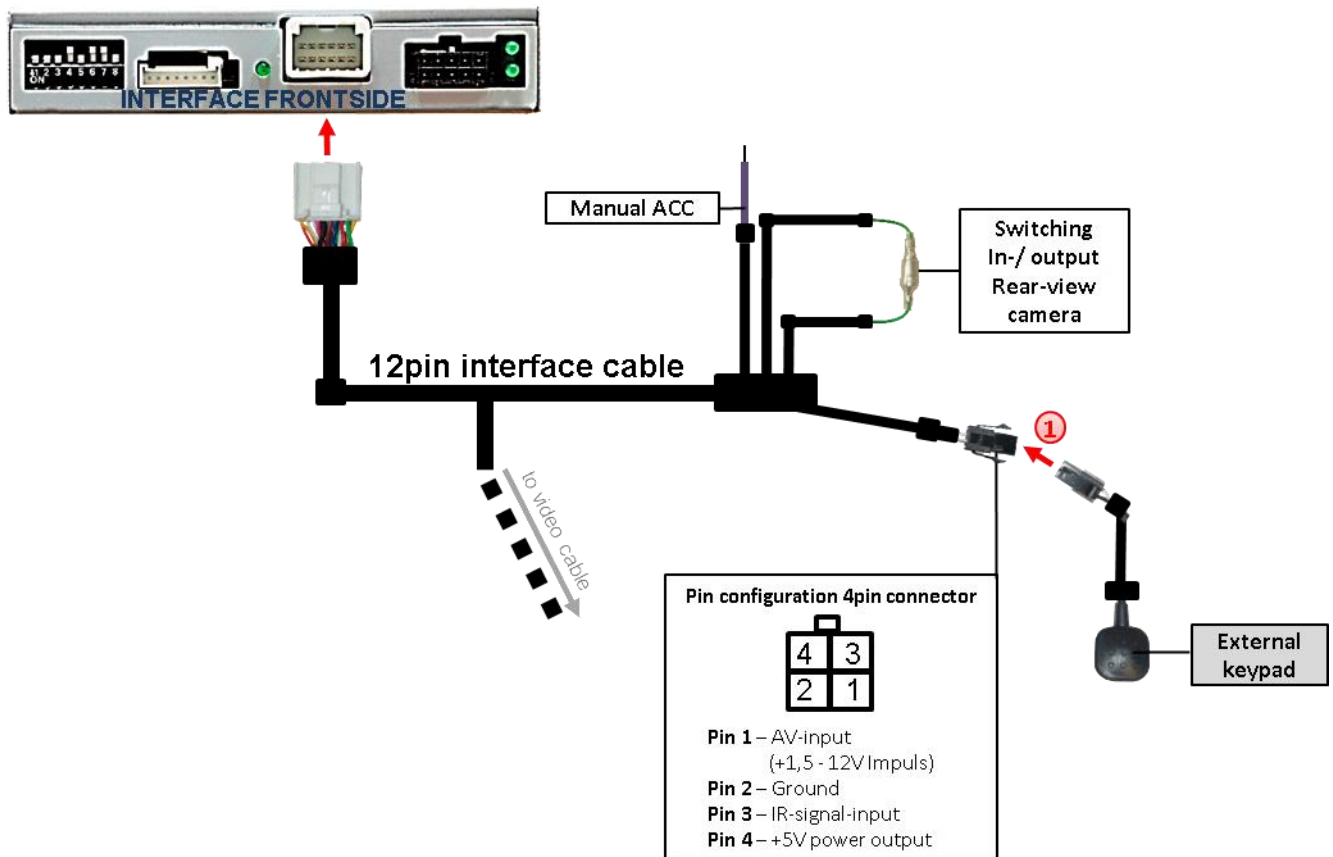 41 2 3 4 5 6 7 8
ON
INTERFACE FRONTSIDE
Manual ACC
Switching
In-/ output
Rear-view
camera
12pin interface cable
1
to video cable
Pin configuration 4pin connector
4 3
2 1
Pin 1 – AV-input
(+1,5 - 12V Impuls)
Pin 2 – Ground
Pin 3 – IR-signal-input
Pin 4 – +5V power output
External
keypad